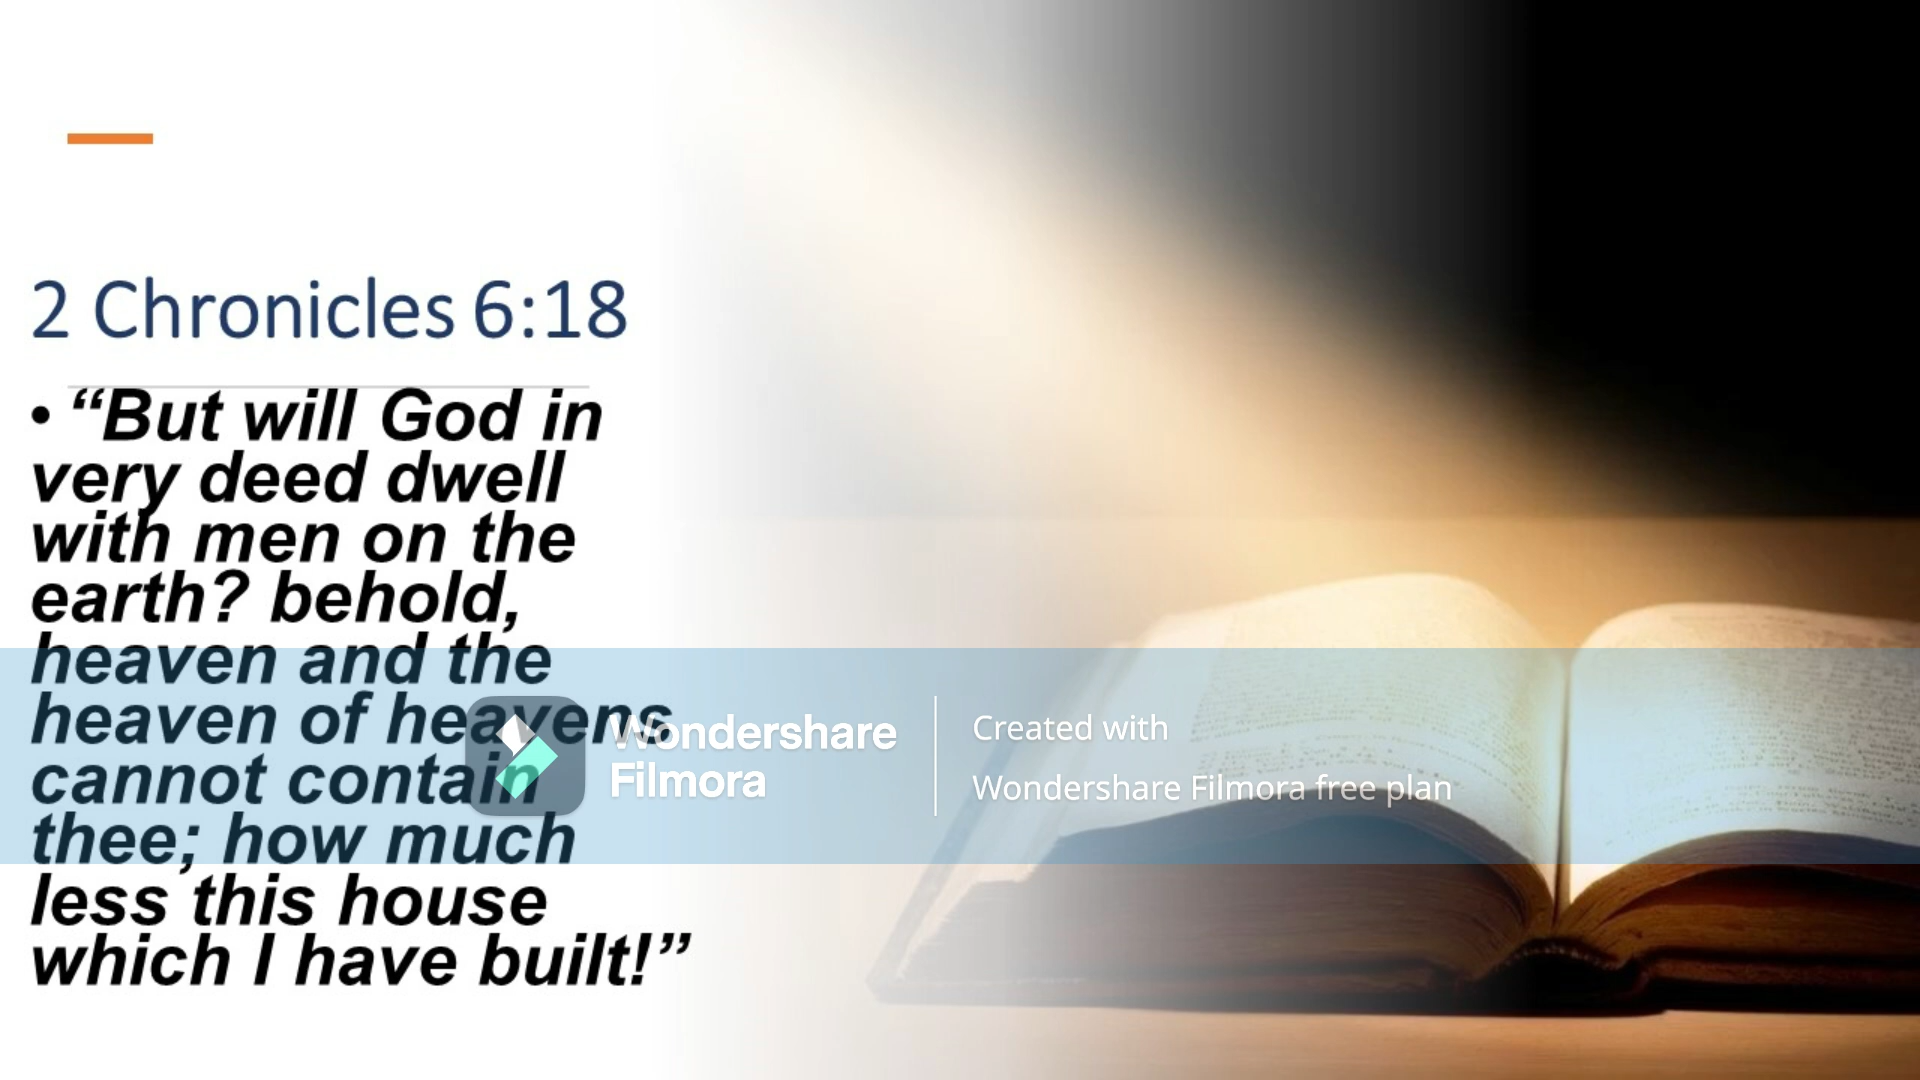 2 Chronicles 6:18
• “But will God in
very deed dwell
with men on the
earth? behold,
heaven and the
heaven of heavens
cannot contain
thee; how much
less this house
which I have built!”
Wondershare
Filmora
Created with
Wondershare Filmora free plan